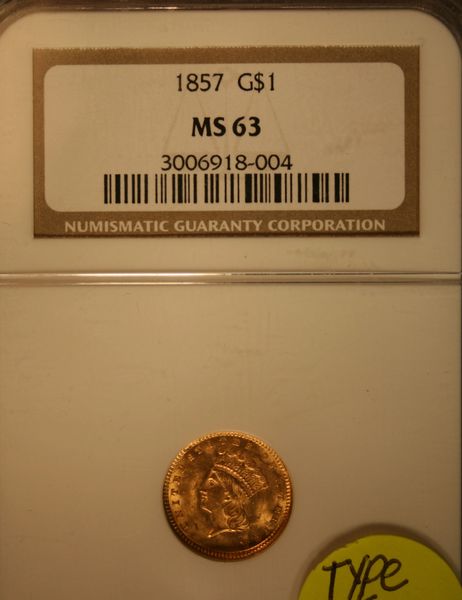 1857 G$1
MS 63
3006918-004
NUMISMATIC GUARANTY CORPORATION
TYPE